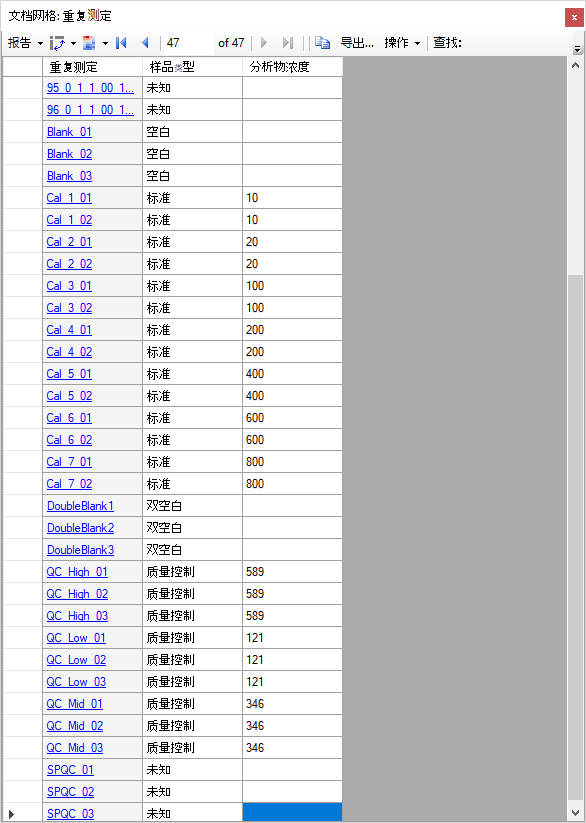 文档网格: 重复测定
报告 47 of 47 导出... 操作 查找:
重复测定 样品类型 分析物浓度
95_0_1_1_00_1... 未知
96_0_1_1_00_1... 未知
Blank_01 空白
Blank_02 空白
Blank_03 空白
Cal_1_01 标准 10
Cal_1_02 标准 10
Cal_2_01 标准 20
Cal_2_02 标准 20
Cal_3_01 标准 100
Cal_3_02 标准 100
Cal_4_01 标准 200
Cal_4_02 标准 200
Cal_5_01 标准 400
Cal_5_02 标准 400
Cal_6_01 标准 600
Cal_6_02 标准 600
Cal_7_01 标准 800
Cal_7_02 标准 800
DoubleBlank1 双空白
DoubleBlank2 双空白
DoubleBlank3 双空白
QC_High_01 质量控制 589
QC_High_02 质量控制 589
QC_High_03 质量控制 589
QC_Low_01 质量控制 121
QC_Low_02 质量控制 121
QC_Low_03 质量控制 121
QC_Mid_01 质量控制 346
QC_Mid_02 质量控制 346
QC_Mid_03 质量控制 346
SPQC_01 未知
SPQC_02 未知
SPQC_03 未知